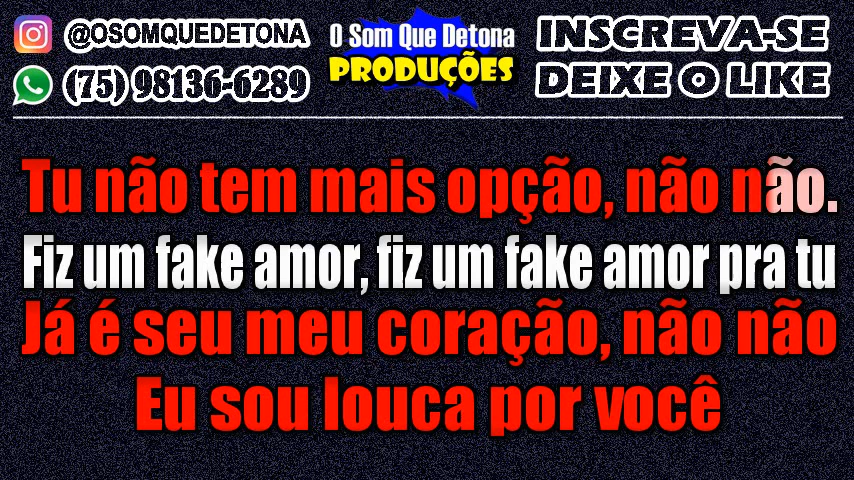 @OSOMQUEDETONA
(75) 98136-6289
O Som Que Detona
PRODUÇÕES
INSCREVA-SE
DEIXE O LIKE
Tu não tem mais opção, não não.
Fiz um fake amor, fiz um fake amor pra tu
Já é seu meu coração, não não
Eu sou louca por você